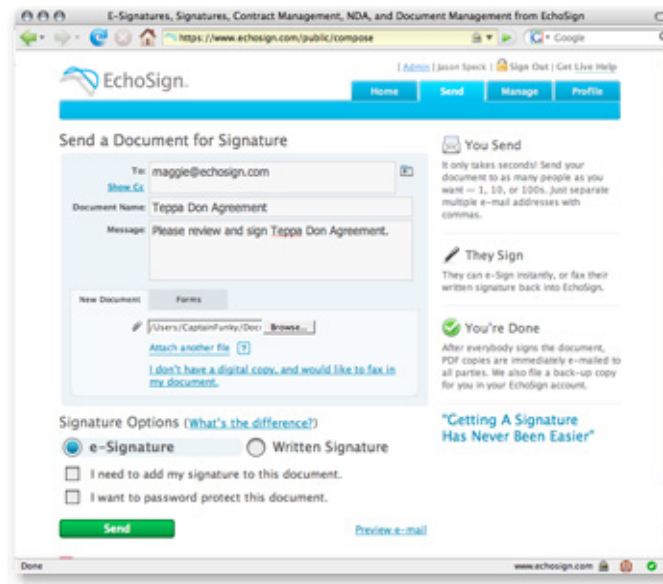 E-Signatures, Signatures, Contract Management, NDA, and Document Management from EchoSign
https://www.echosign.com/public/compose
Google
[Admin] Jason Speck | Sign Out | Get Live Help
EchoSign.
Home
Send
Manage
Profile
Send a Document for Signature
To:
maggie@echosign.com
Show Cc
Document Name:
Teppa Don Agreement
Message:
Please review and sign Teppa Don Agreement.
New Document
Forms
/Users/CaptainFunky/Doc
Browse...
Attach another file [?]
I don't have a digital copy, and would like to fax in
my document.
Signature Options (What's the difference?)
e-Signature
Written Signature
I need to add my signature to this document.
I want to password protect this document.
Send
Preview e-mail
You Send
It only takes seconds! Send your
document to as many people as you
want — 1, 10, or 100s. Just separate
multiple e-mail addresses with
commas.
They Sign
They can e-Sign instantly, or fax their
written signature back into EchoSign.
You're Done
After everybody signs the document,
PDF copies are immediately e-mailed to
all parties. We also file a back-up copy
for you in your EchoSign account.
"Getting A Signature
Has Never Been Easier"
Done
www.echosign.com